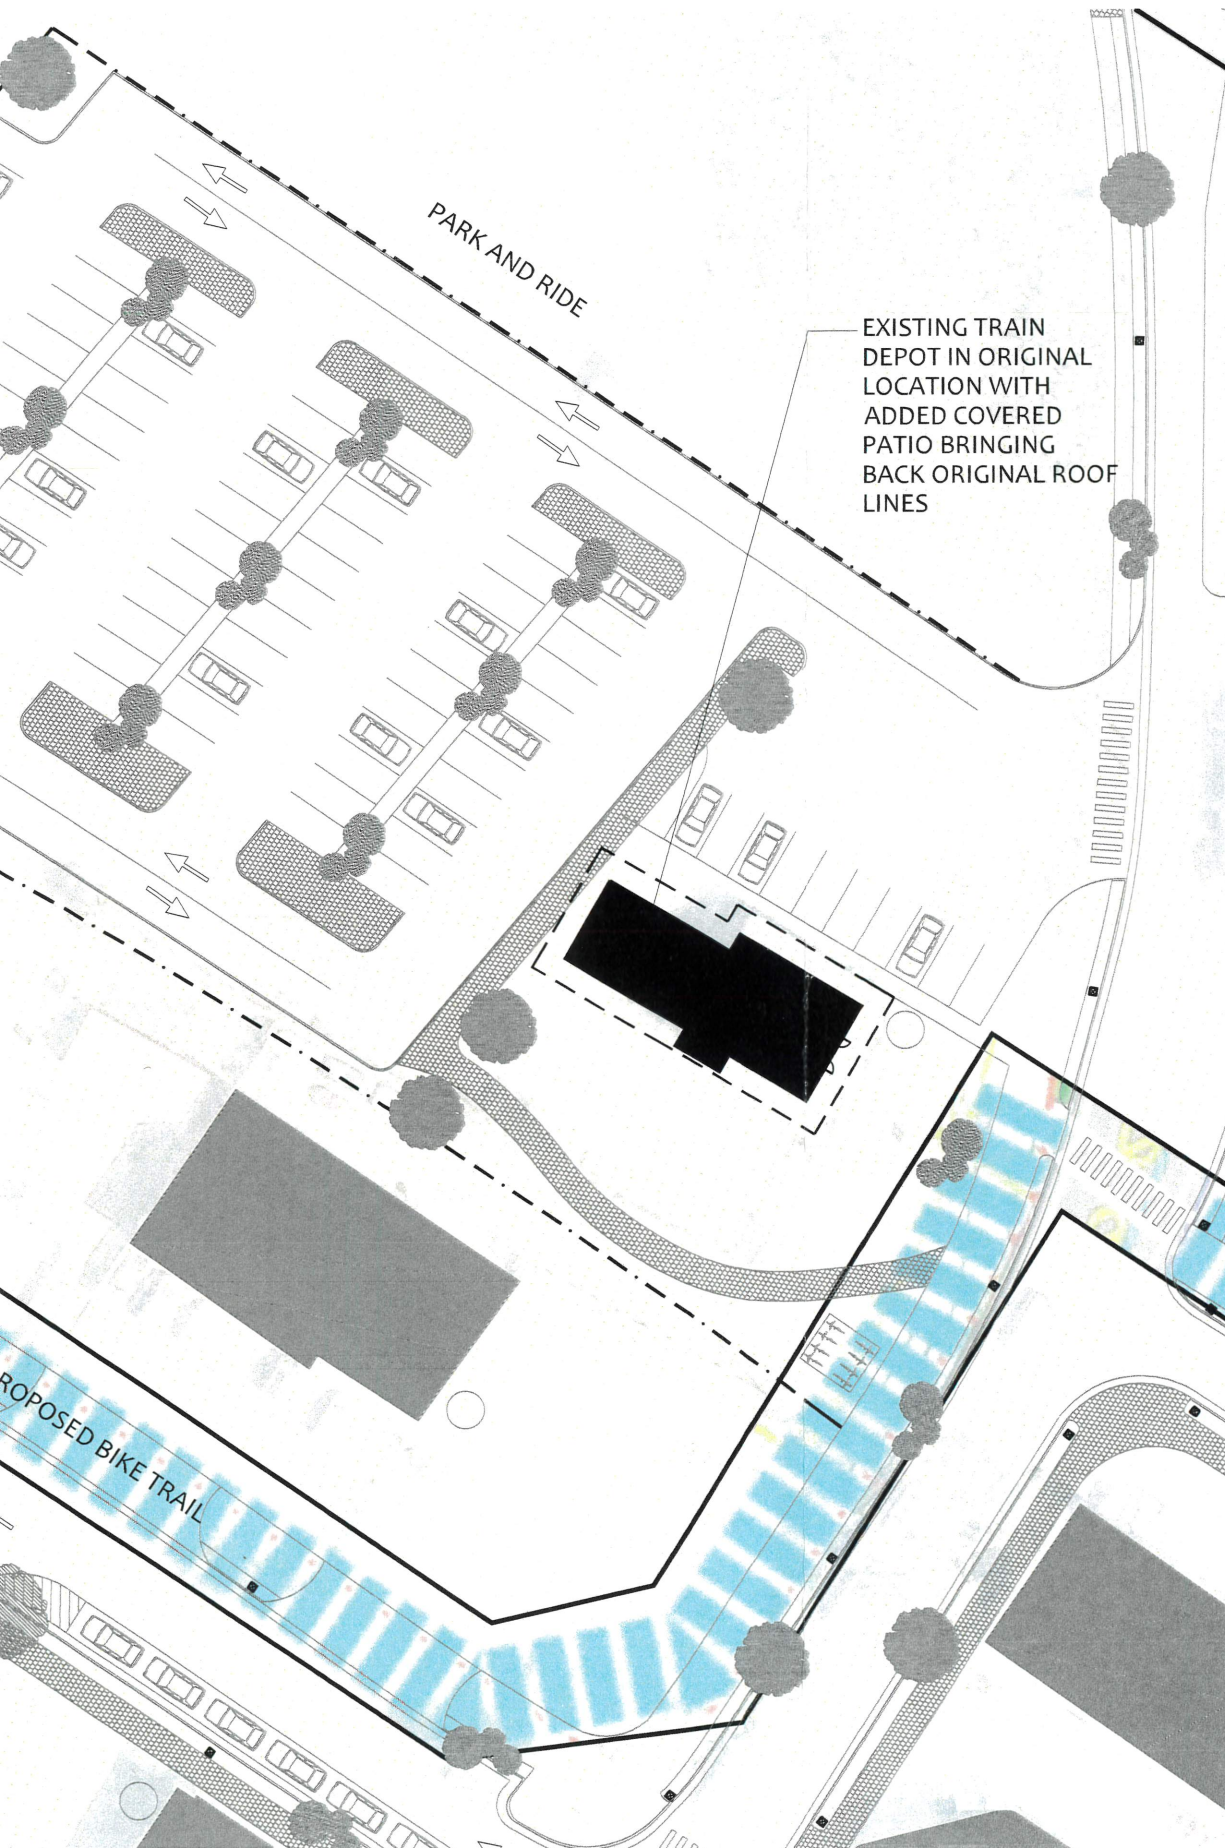 PARK AND RIDE
EXISTING TRAIN
DEPOT IN ORIGINAL
LOCATION WITH
ADDED COVERED
PATIO BRINGING
BACK ORIGINAL ROOF
LINES
ROPOSED BIKE TRAIL